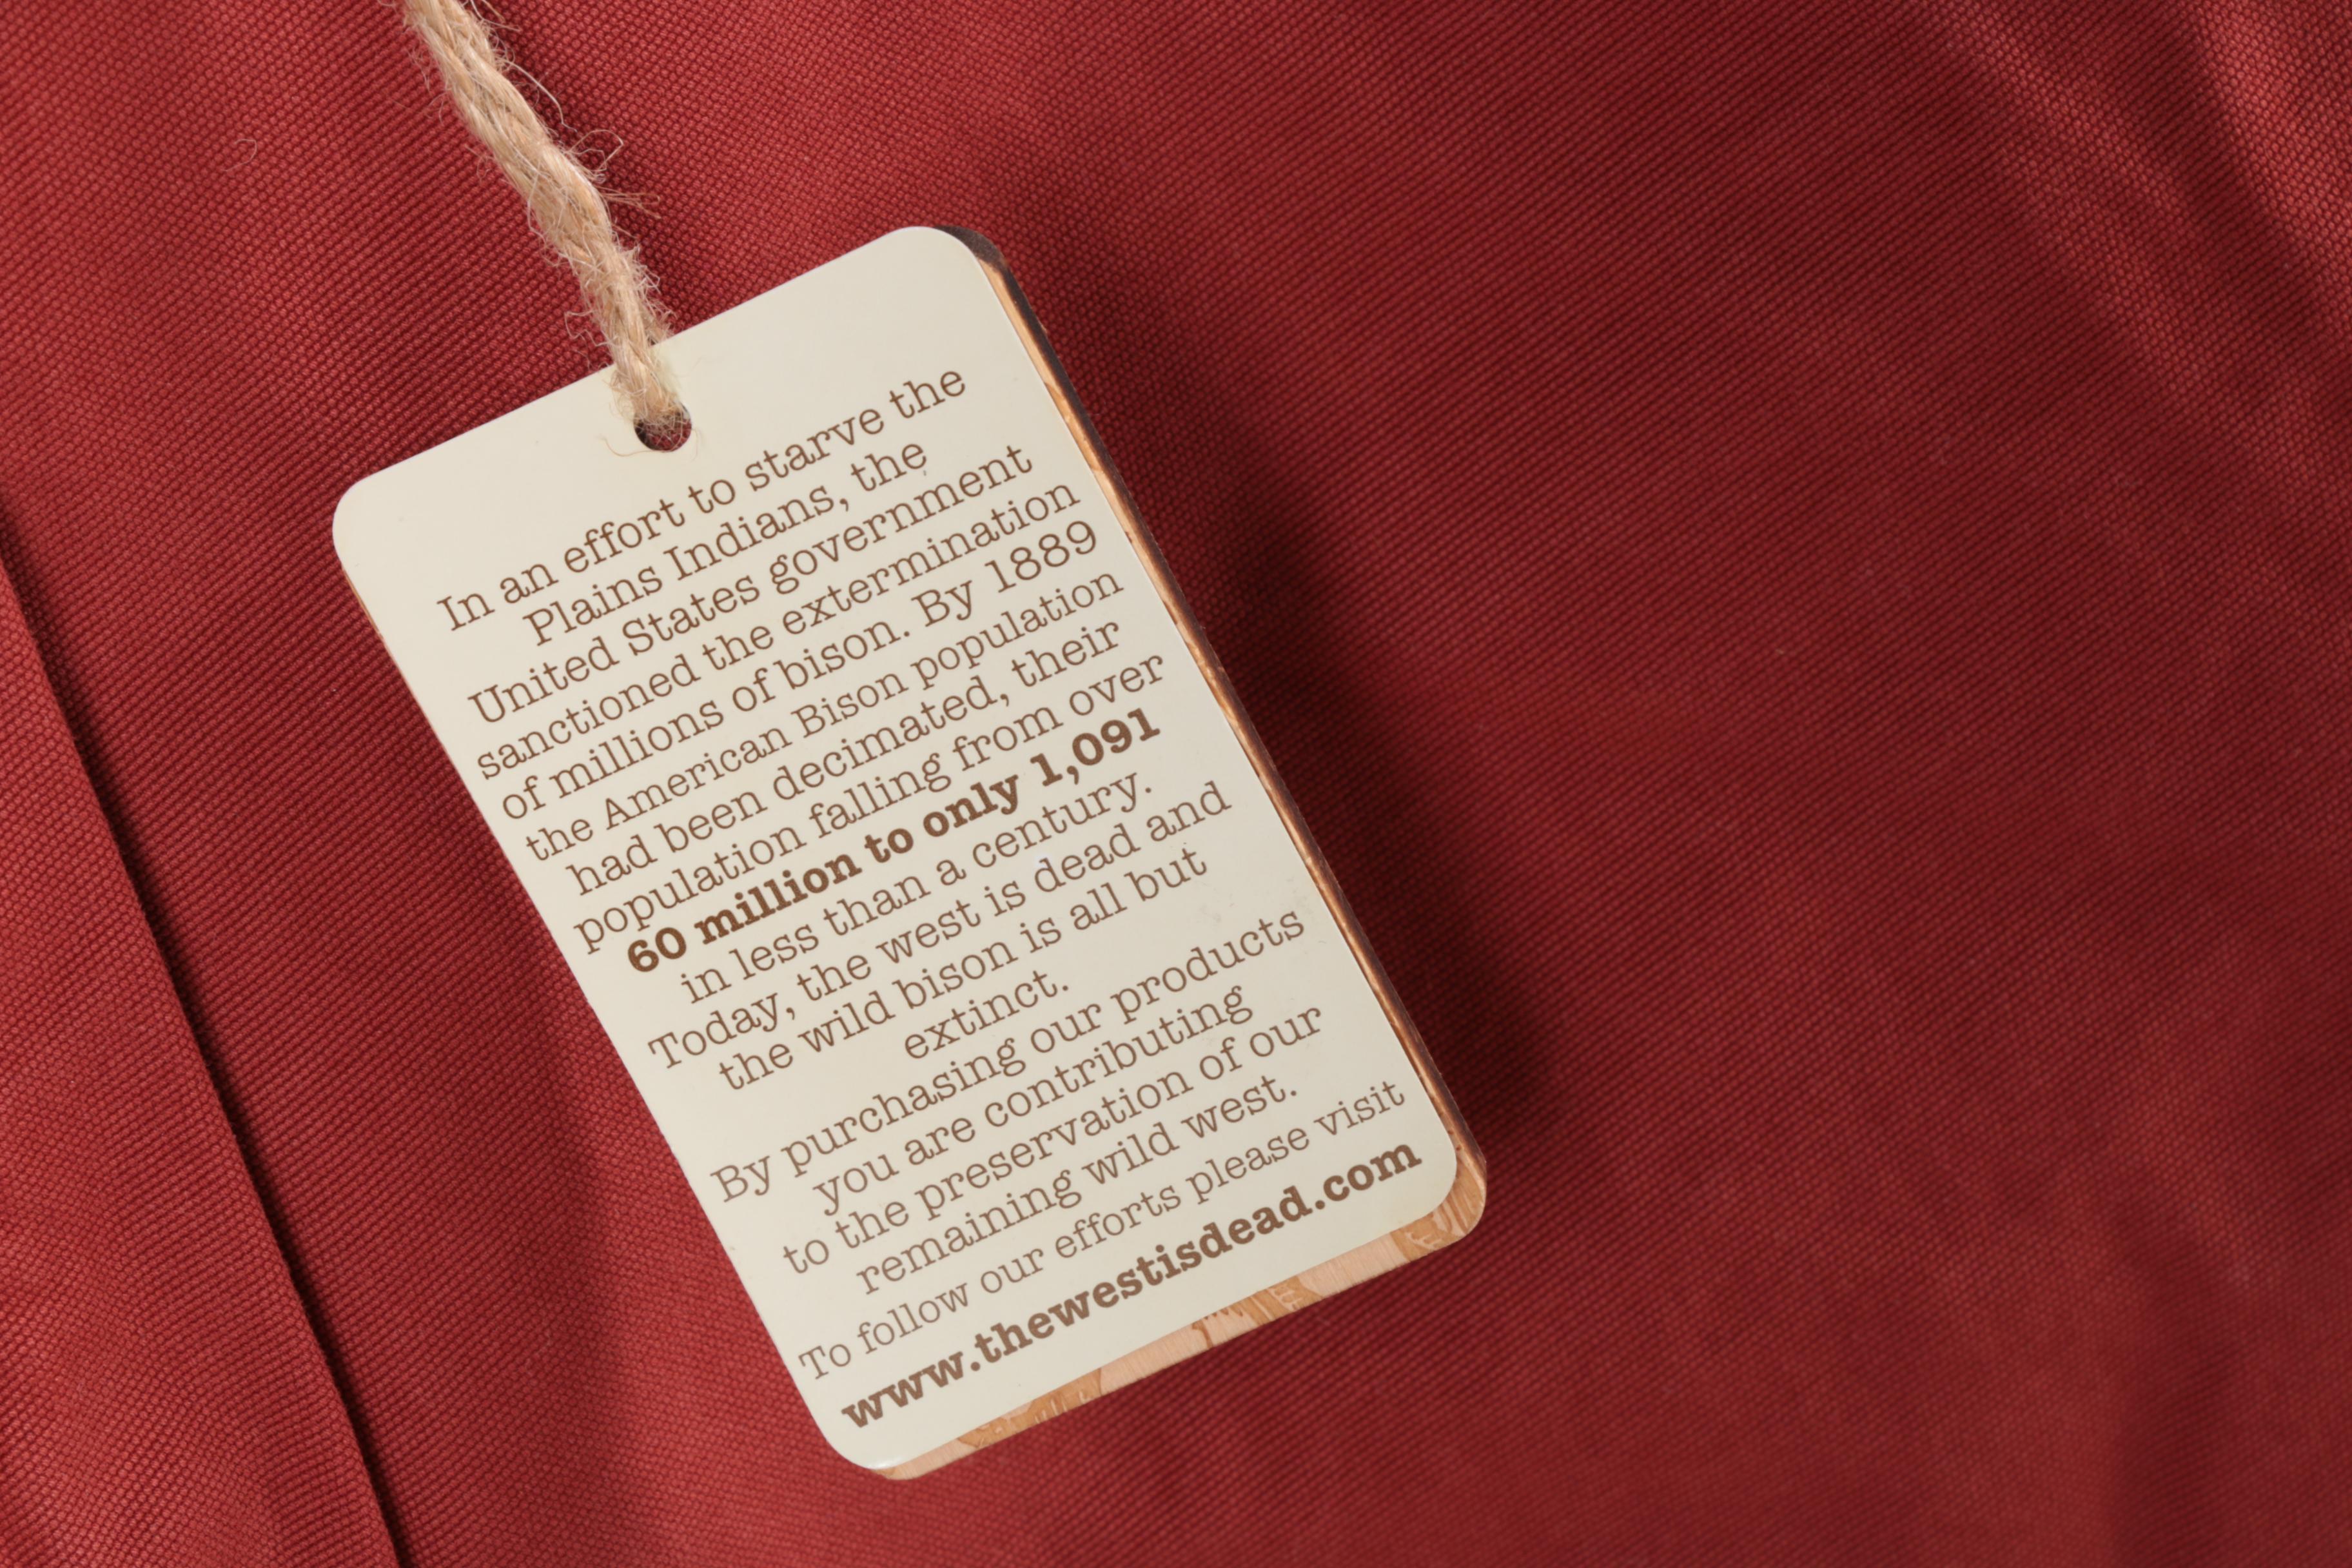 In an effort to starve the
Plains Indians, the
United States government
sanctioned the extermination
of millions of bison. By 1889
the American Bison population
had been decimated, their
population falling from over
60 million to only 1,091
in less than a century.
Today, the west is dead and
the wild bison is all but
extinct.
By purchasing our products
you are contributing
to the preservation of our
remaining wild west.
To follow our efforts please visit
www.thewestisdead.com